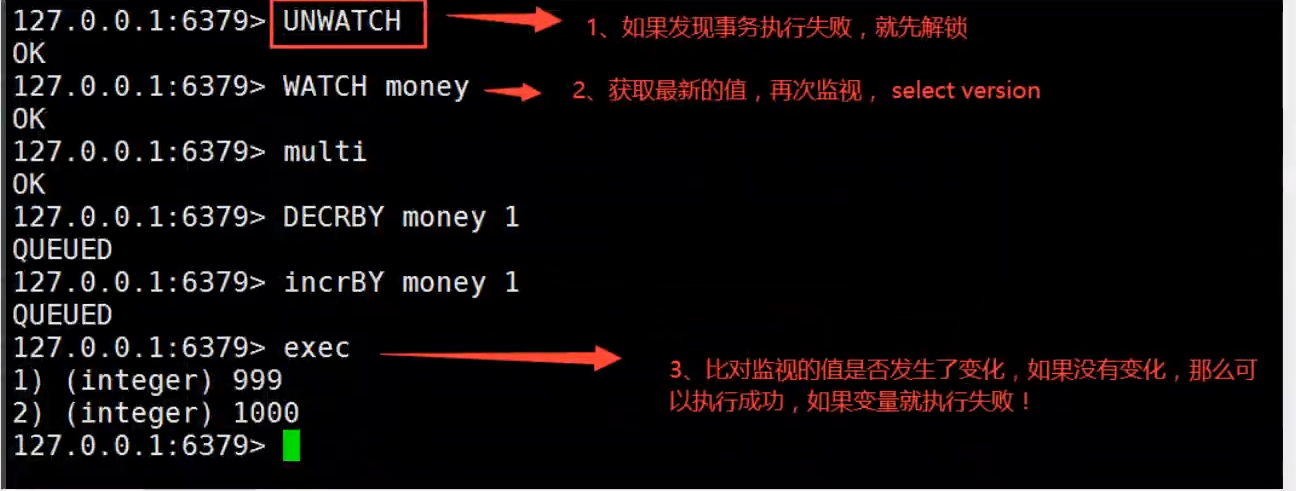 127.0.0.1:6379> UNWATCH
1、如果发现事务执行失败，就先解锁
OK
127.0.0.1:6379> WATCH money
2、获取最新的值，再次监视， select version
OK
127.0.0.1:6379> multi
OK
127.0.0.1:6379> DECRBY money 1
QUEUED
127.0.0.1:6379> incrBY money 1
QUEUED
127.0.0.1:6379> exec
3、比对监视的值是否发生了变化，如果没有变化，那么可
以执行成功，如果变量就执行失败！
1) (integer) 999
2) (integer) 1000
127.0.0.1:6379>